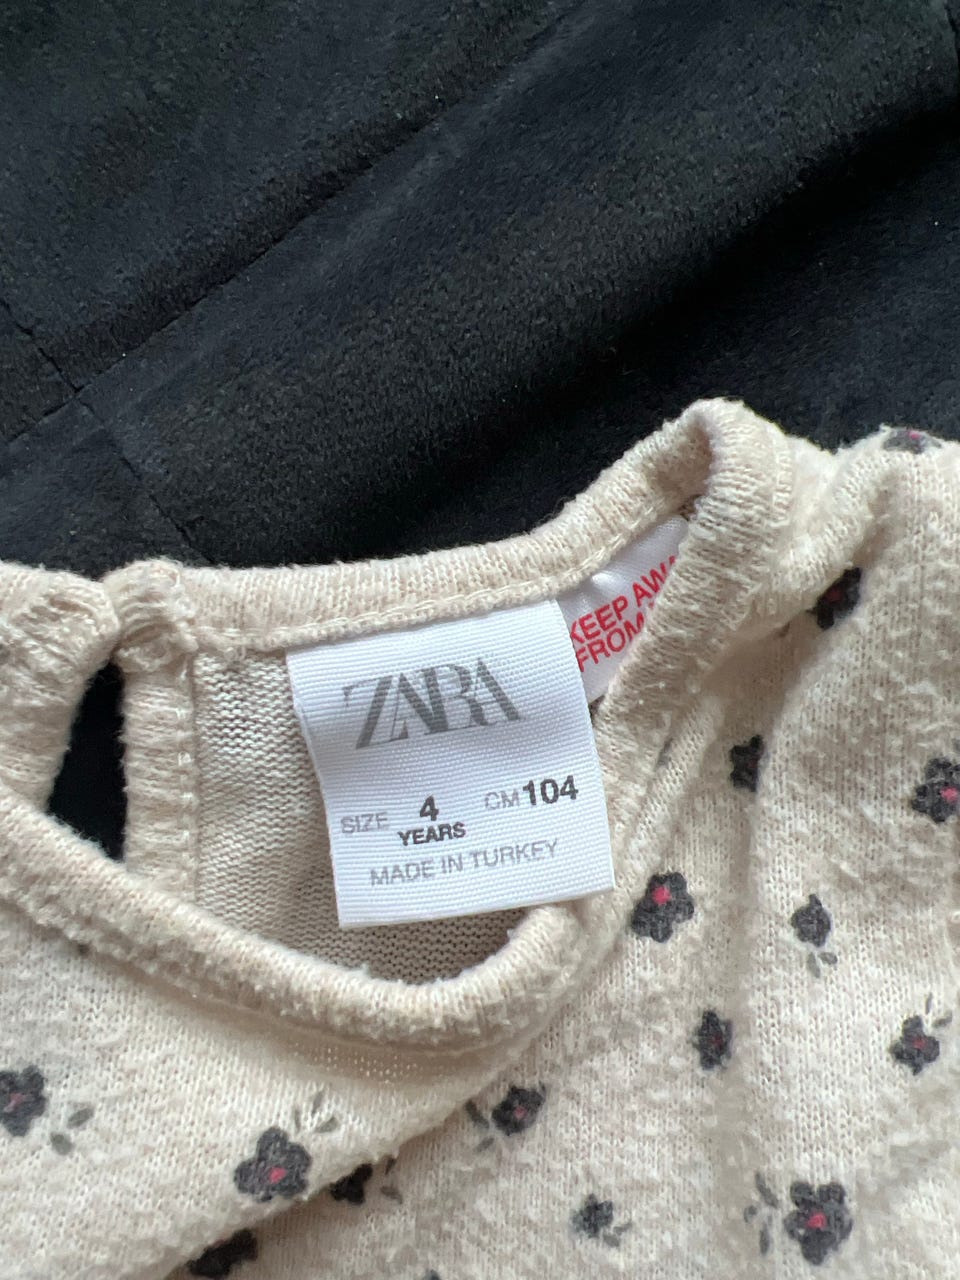 KEEP AWA
FROM
ZARA
SIZE 4 YEARS CM 104
MADE IN TURKEY